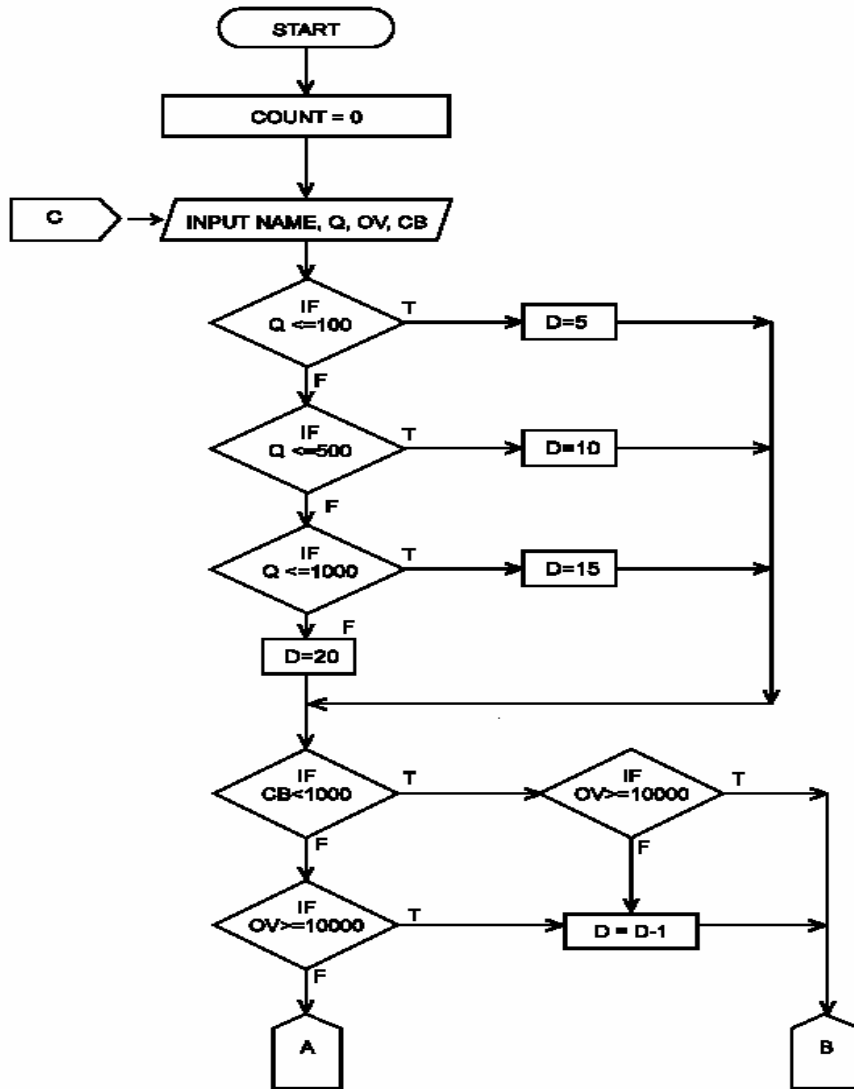 START
COUNT = 0
C
INPUT NAME, Q, OV, CB
IF
Q <=100
T
D=5
F
IF
Q <=500
T
D=10
F
IF
Q <=1000
T
D=15
F
D=20
IF
CB<1000
T
IF
OV>=10000
T
F
F
IF
OV>=10000
T
D = D-1
F
A
B